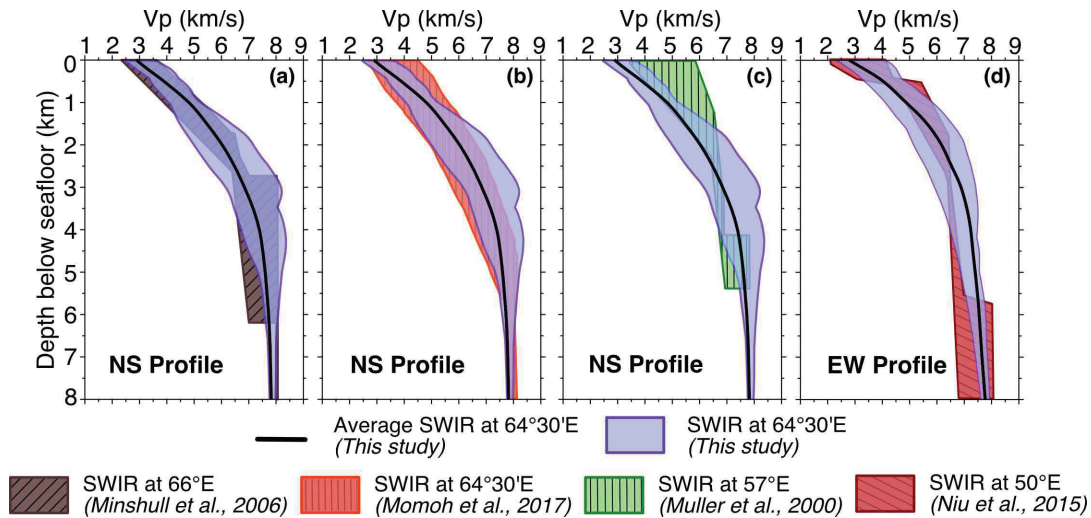 Vp (km/s) Vp (km/s) Vp (km/s) Vp (km/s)
1 2 3 4 5 6 7 8 9 1 2 3 4 5 6 7 8 9 1 2 3 4 5 6 7 8 9 1 2 3 4 5 6 7 8 9
0
(a) (b) (c) (d)
1
2
3
4
5
6
7
8
Depth below seafloor (km)
NS Profile NS Profile NS Profile EW Profile
Average SWIR at 64°30'E
(This study)
SWIR at 64°30'E
(This study)
SWIR at 66°E
(Minshull et al., 2006)
SWIR at 64°30'E
(Momoh et al., 2017)
SWIR at 57°E
(Muller et al., 2000)
SWIR at 50°E
(Niu et al., 2015)